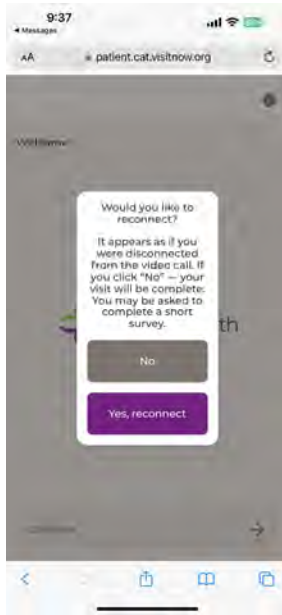 9:37
Messages
AA patient.cat.visitnow.org
Welcome
Would you like to
reconnect?
It appears as if you
were disconnected
from the video call. If
you click “No” — your
visit will be complete.
You may be asked to
complete a short
survey.
th
No
Yes, reconnect